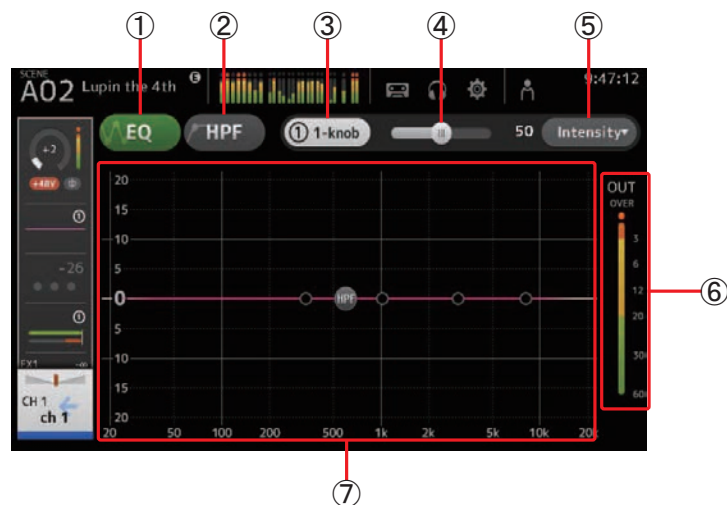 ① ② ③ ④ ⑤
SCENE
A02 Lupin the 4th E 9:47:12
EQ HPF ① 1-knob 50 Intensity▾
+2
+48V
①
-26
①
FX1 -∞
CH 1
ch 1
20
15
10
5
0
5
10
15
20
HPF
20 50 100 200 500 1k 2k 5k 10k 20k
OUT
OVER
3
6
12
20
30
60
⑥
⑦